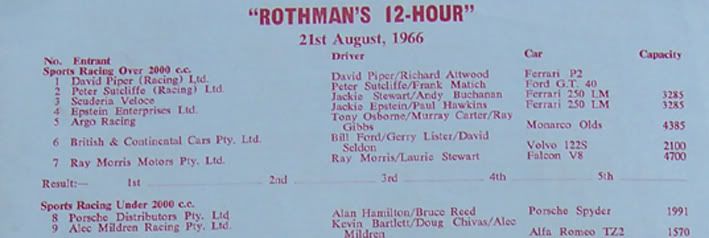 "ROTHMAN'S 12-HOUR"
21st August, 1966
No. Entrant Driver Car Capacity
Sports Racing Over 2000 c.c.
1 David Piper (Racing) Ltd. David Piper/Richard Attwood Ferrari P2
2 Peter Sutcliffe (Racing) Ltd. Peter Sutcliffe/Frank Matich Ford G.T. 40
3 Scuderia Veloce Jackie Stewart/Andy Buchanan Ferrari 250 LM 3285
4 Epstein Enterprises Ltd. Jackie Epstein/Paul Hawkins Ferrari 250 LM 3285
5 Argo Racing Tony Osborne/Murray Carter/Ray Gibbs Monarco Olds 4385
6 British & Continental Cars Pty. Ltd. Bill Ford/Gerry Lister/David Seldon Volvo 122S 2100
7 Ray Morris Motors Pty. Ltd. Ray Morris/Laurie Stewart Falcon V8 4700
Result:— 1st 2nd 3rd 4th 5th
Sports Racing Under 2000 c.c.
8 Porsche Distributors Pty. Ltd Alan Hamilton/Bruce Reed Porsche Spyder 1991
9 Alec Mildren Racing Pty. Ltd. Kevin Bartlett/Doug Chivas/Alec Mildren Alfa Romeo TZ2 1570